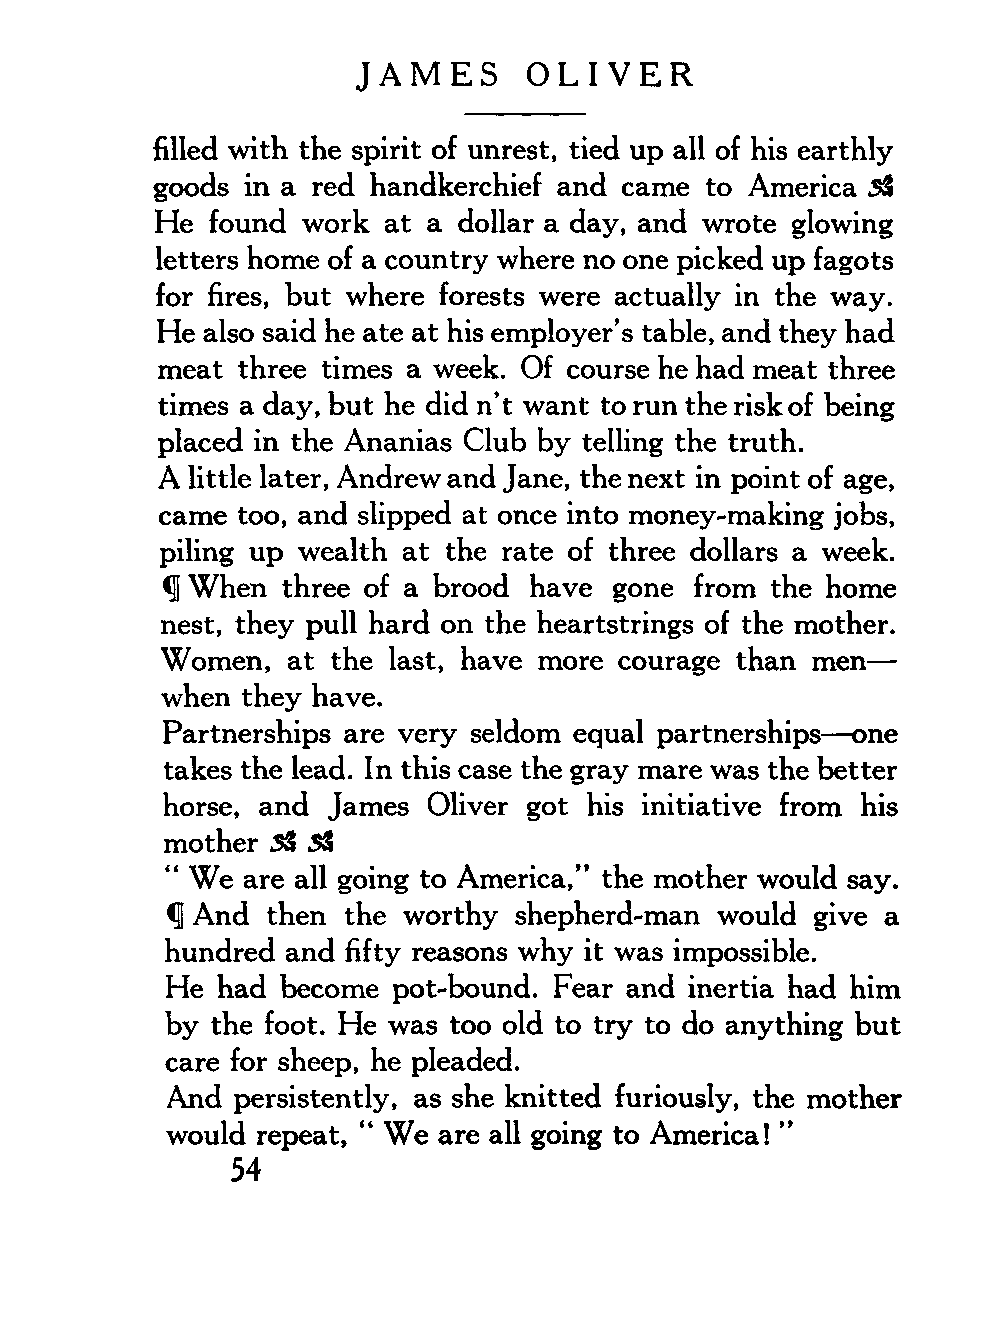 JAMES OLIVER
filled with the spirit of unrest, tied up all of his earthly
goods in a red handkerchief and came to America
He found work at a dollar a day, and wrote glowing
letters home of a country where no one picked up fagots
for fires, but where forests were actually in the way.
He also said he ate at his employer's table, and they had
meat three times a week. Of course he had meat three
times a day, but he did n't want to run the risk of being
placed in the Ananias Club by telling the truth.
A little later, Andrew and Jane, the next in point of age,
came too, and slipped at once into money-making jobs,
piling up wealth at the rate of three dollars a week.
¶ When three of a brood have gone from the home
nest, they pull hard on the heartstrings of the mother.
Women, at the last, have more courage than men—
when they have.
Partnerships are very seldom equal partnerships—one
takes the lead. In this case the gray mare was the better
horse, and James Oliver got his initiative from his
mother
“ We are all going to America,” the mother would say.
¶ And then the worthy shepherd-man would give a
hundred and fifty reasons why it was impossible.
He had become pot-bound. Fear and inertia had him
by the foot. He was too old to try to do anything but
care for sheep, he pleaded.
And persistently, as she knitted furiously, the mother
would repeat, “ We are all going to America! ”
54